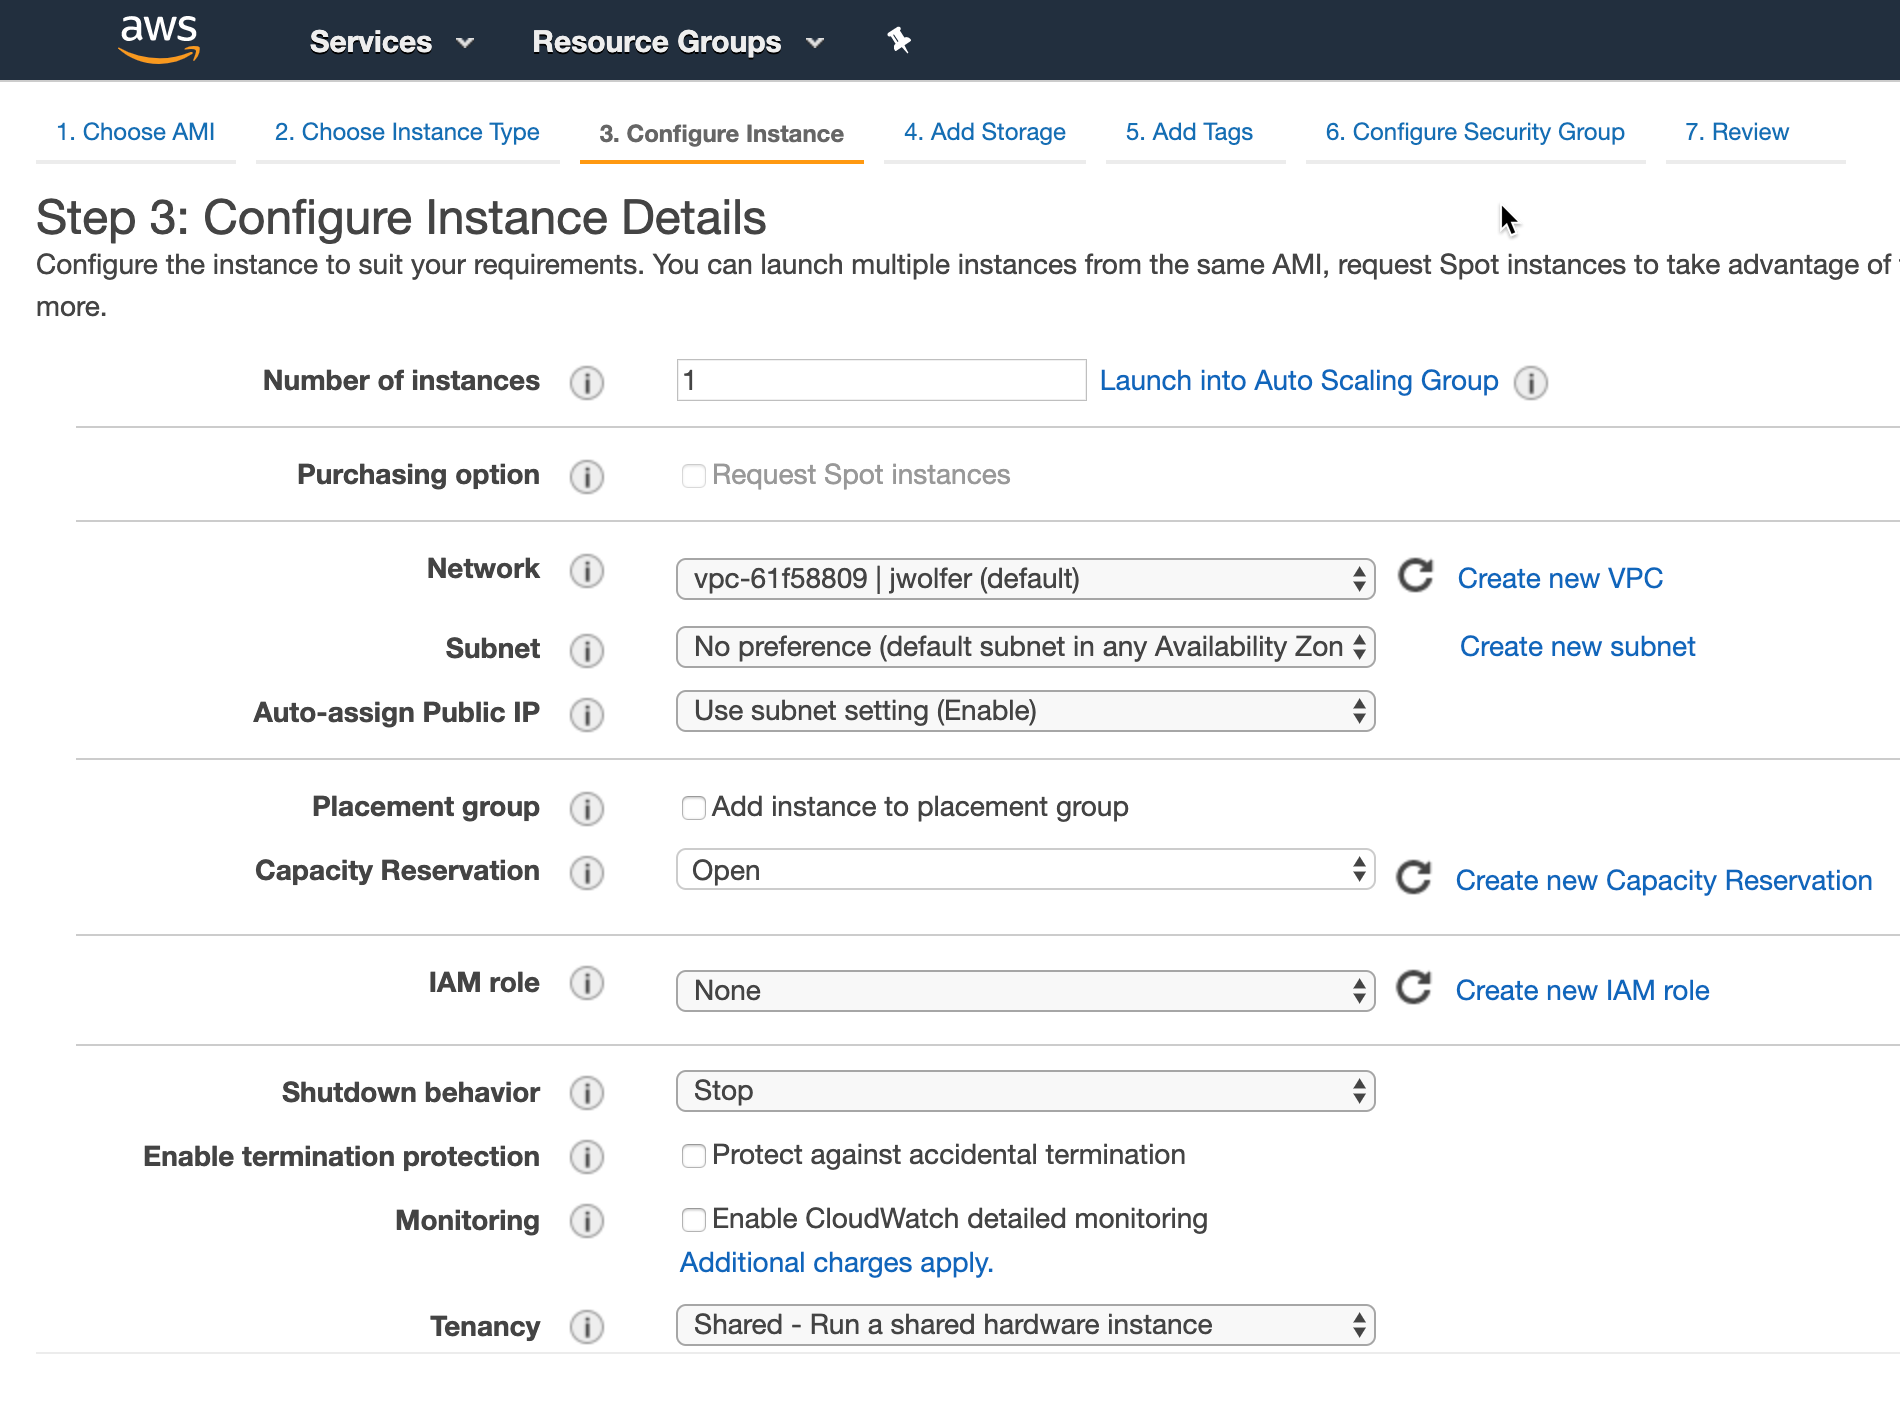 aws Services Resource Groups
1. Choose AMI 2. Choose Instance Type 3. Configure Instance 4. Add Storage 5. Add Tags 6. Configure Security Group 7. Review
Step 3: Configure Instance Details
Configure the instance to suit your requirements. You can launch multiple instances from the same AMI, request Spot instances to take advantage of
more.
Number of instances 1 Launch into Auto Scaling Group
Purchasing option Request Spot instances
Network vpc-61f58809 | jwolfer (default) Create new VPC
Subnet No preference (default subnet in any Availability Zon Create new subnet
Auto-assign Public IP Use subnet setting (Enable)
Placement group Add instance to placement group
Capacity Reservation Open Create new Capacity Reservation
IAM role None Create new IAM role
Shutdown behavior Stop
Enable termination protection Protect against accidental termination
Monitoring Enable CloudWatch detailed monitoring
Additional charges apply.
Tenancy Shared - Run a shared hardware instance